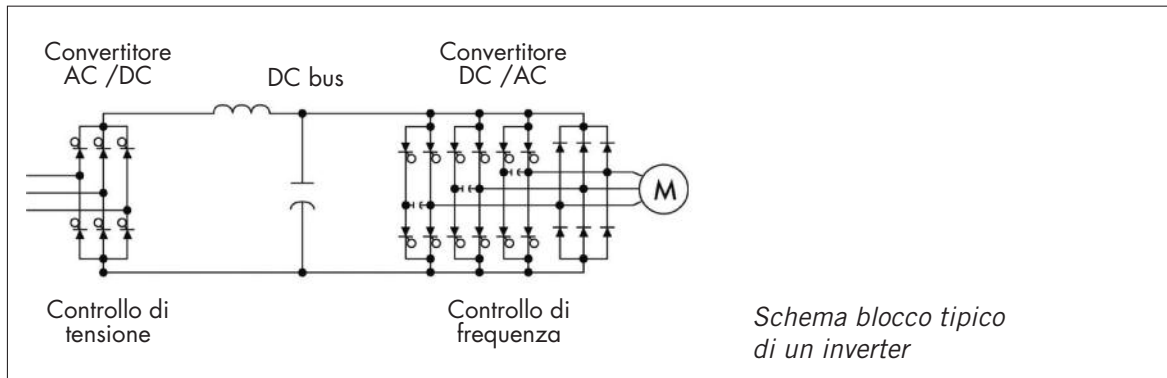 Convertitore
AC /DC
DC bus
Convertitore
DC /AC
M
Controllo di
tensione
Controllo di
frequenza
Schema blocco tipico
di un inverter